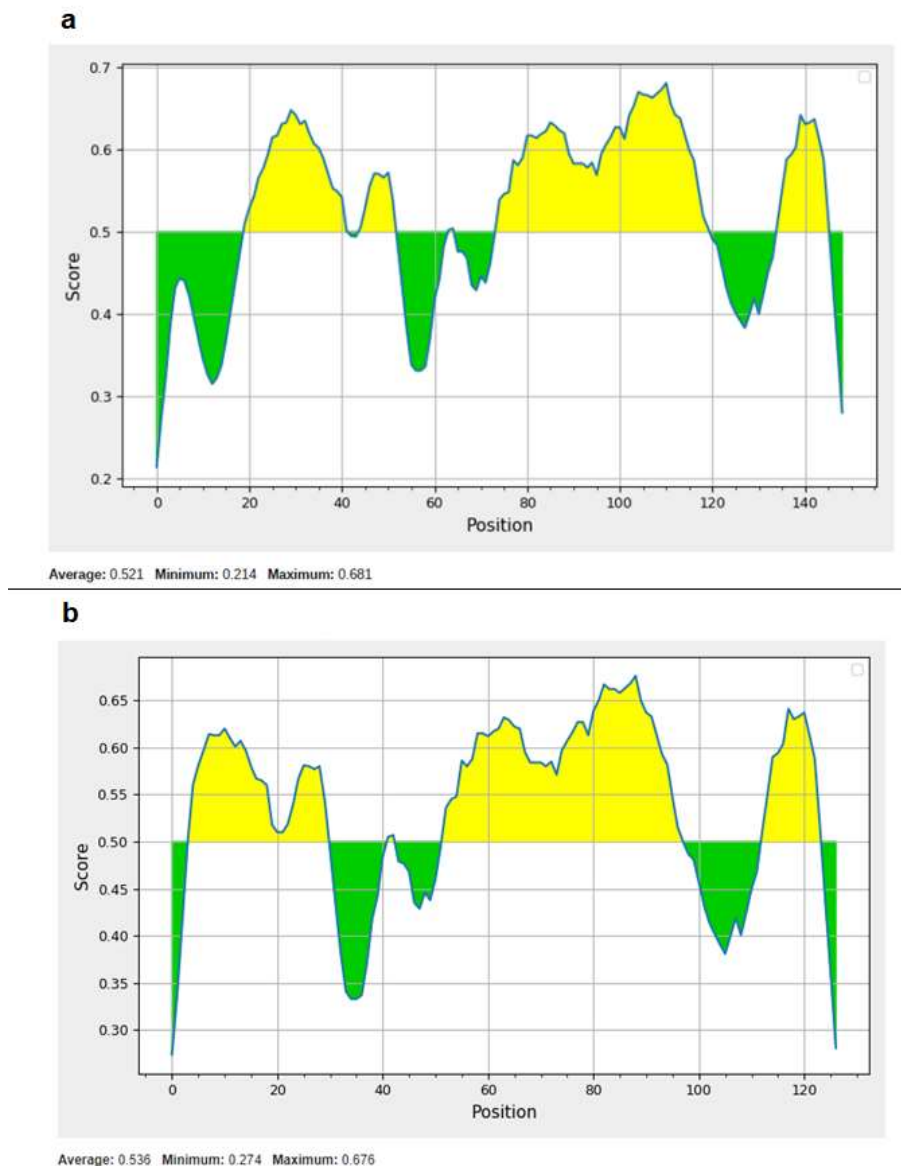 a
0.7
0.6
0.5
0.4
0.3
0.2
Score
0 20 40 60 80 100 120 140
Position
Average: 0.521 Minimum: 0.214 Maximum: 0.681
b
0.65
0.60
0.55
0.50
0.45
0.40
0.35
0.30
Score
0 20 40 60 80 100 120
Position
Average: 0.536 Minimum: 0.274 Maximum: 0.676